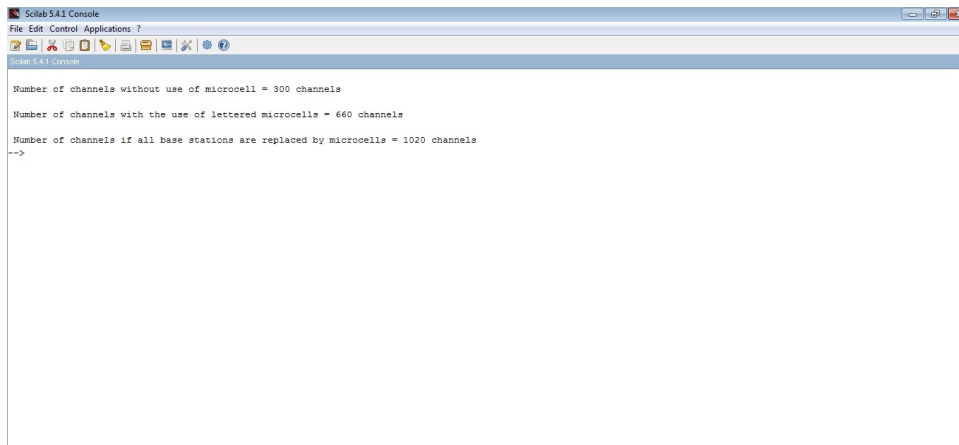 Scilab 5.4.1 Console
File Edit Control Applications ?
Scilab 5.4.1 Console
Number of channels without use of microcell = 300 channels
Number of channels with the use of lettered microcells = 660 channels
Number of channels if all base stations are replaced by microcells = 1020 channels
-->